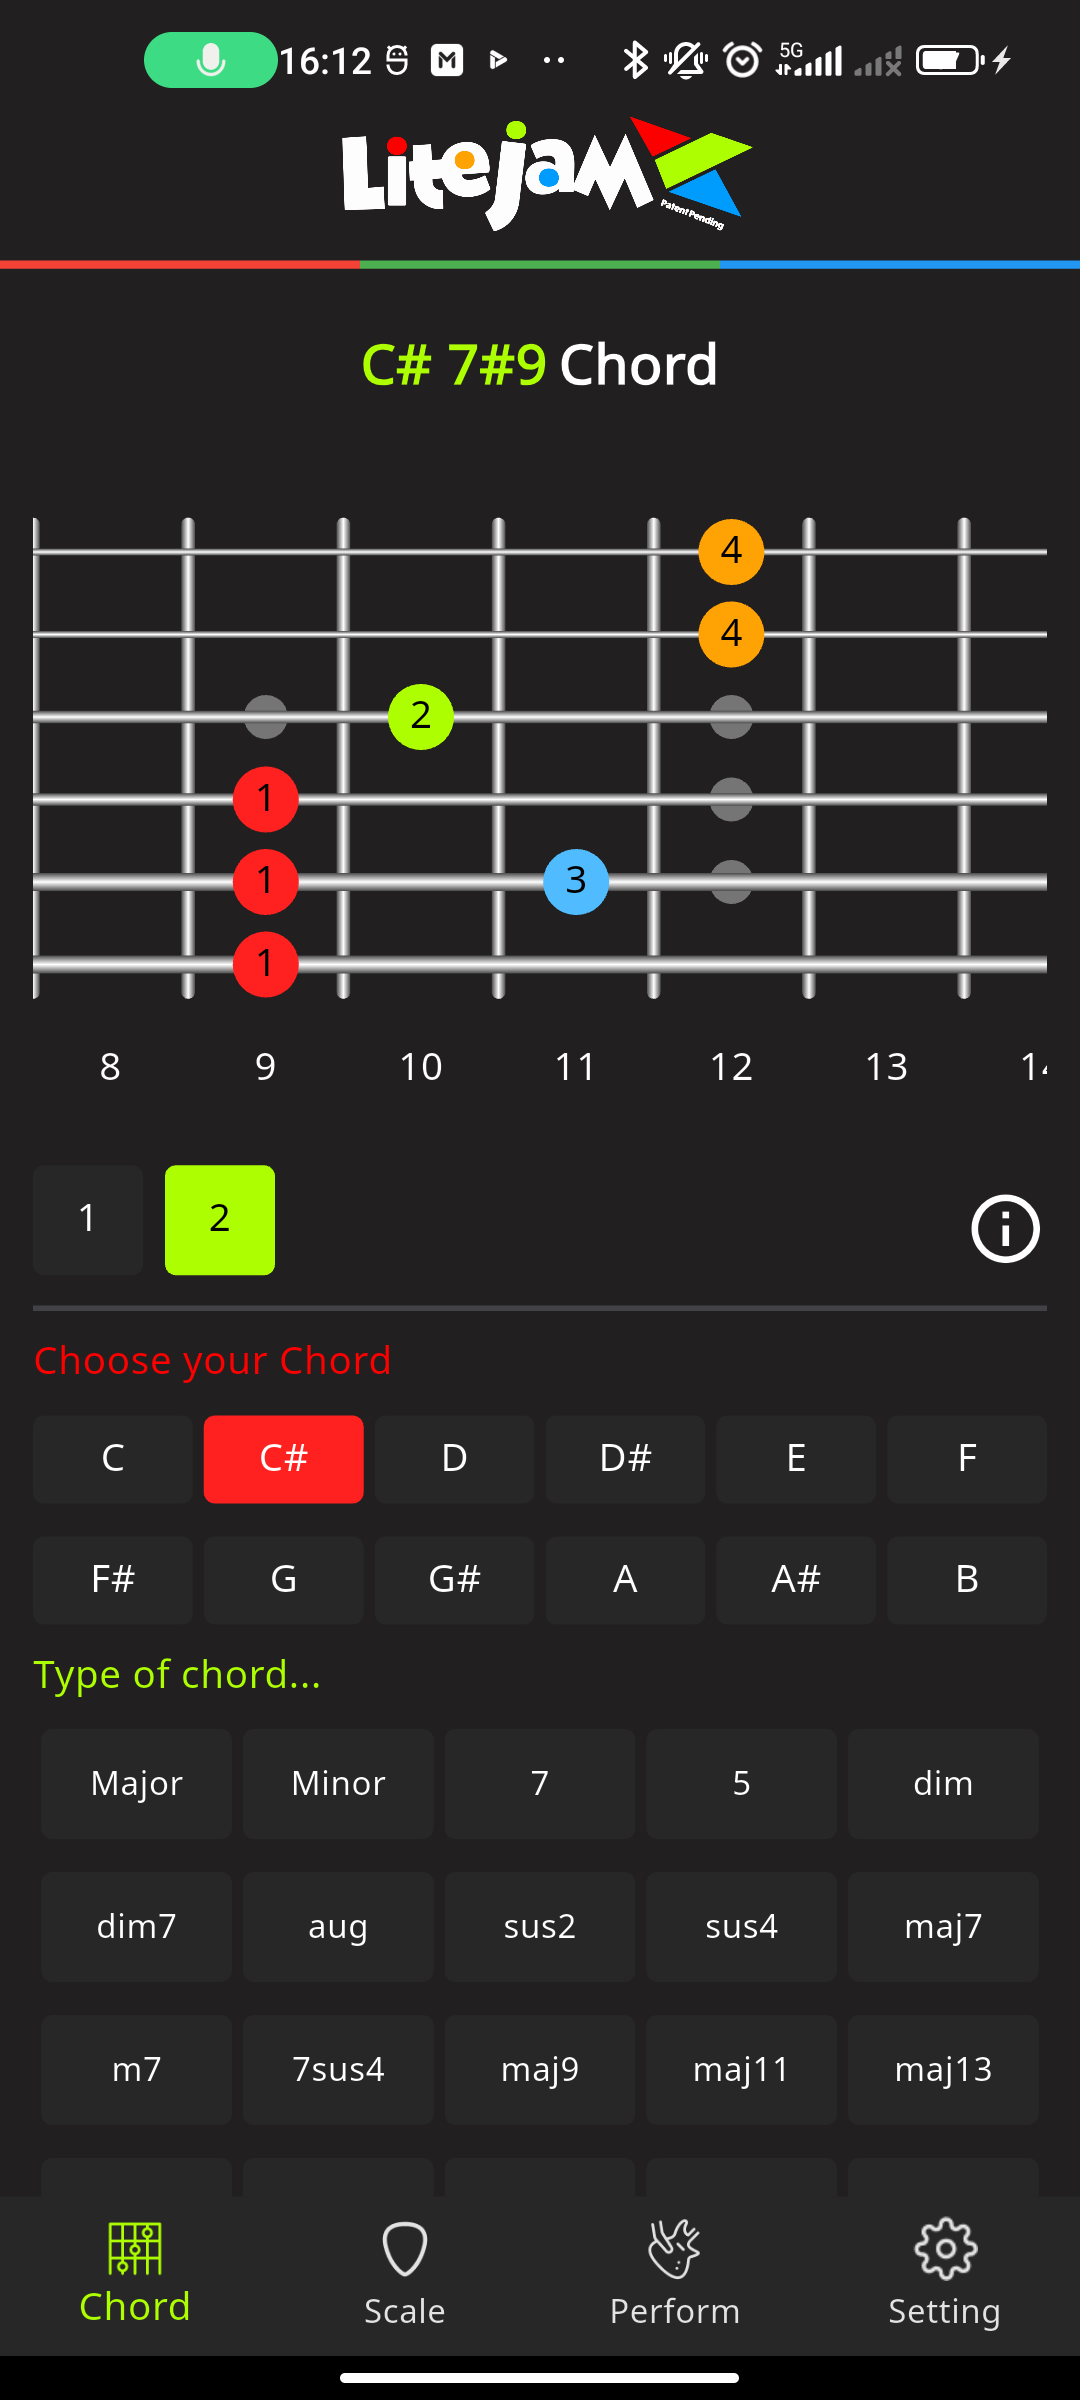 16:12 5G
Litejam
Patent Pending
C# 7#9 Chord
4
4
2
1
1 3
1
8 9 10 11 12 13
1 2
Choose your Chord
C C# D D# E F
F# G G# A A# B
Type of chord...
Major Minor 7 5 dim
dim7 aug sus2 sus4 maj7
m7 7sus4 maj9 maj11 maj13
Chord Scale Perform Setting